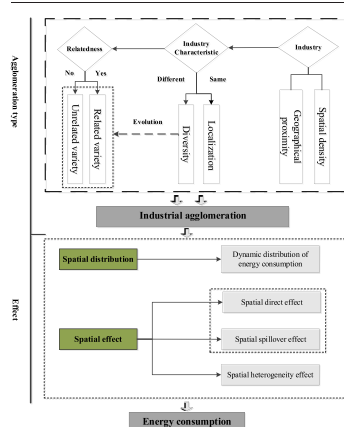 Agglomeration type
Relatedness
Industry
Characteristic
Industry
No
Yes
Different
Same
Unrelated variety
Related variety
Evolution
Diversity
Localization
Geographical
proximity
Spatial density
Industrial agglomeration
Effect
Spatial distribution
Dynamic distribution of
energy consumption
Spatial effect
Spatial direct effect
Spatial spillover effect
Spatial heterogeneity effect
Energy consumption